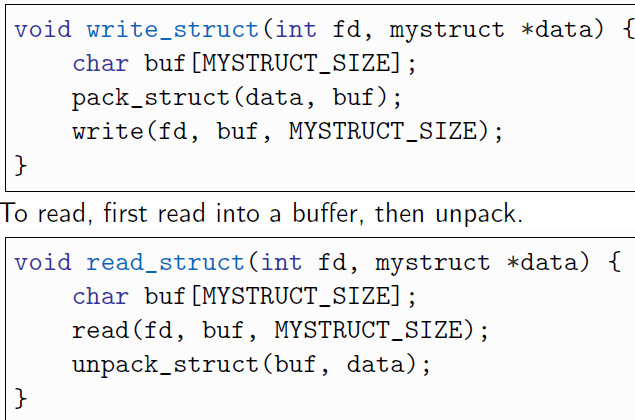 void write_struct(int fd, mystruct *data) {
    char buf[MYSTRUCT_SIZE];
    pack_struct(data, buf);
    write(fd, buf, MYSTRUCT_SIZE);
}
To read, first read into a buffer, then unpack.
void read_struct(int fd, mystruct *data) {
    char buf[MYSTRUCT_SIZE];
    read(fd, buf, MYSTRUCT_SIZE);
    unpack_struct(buf, data);
}